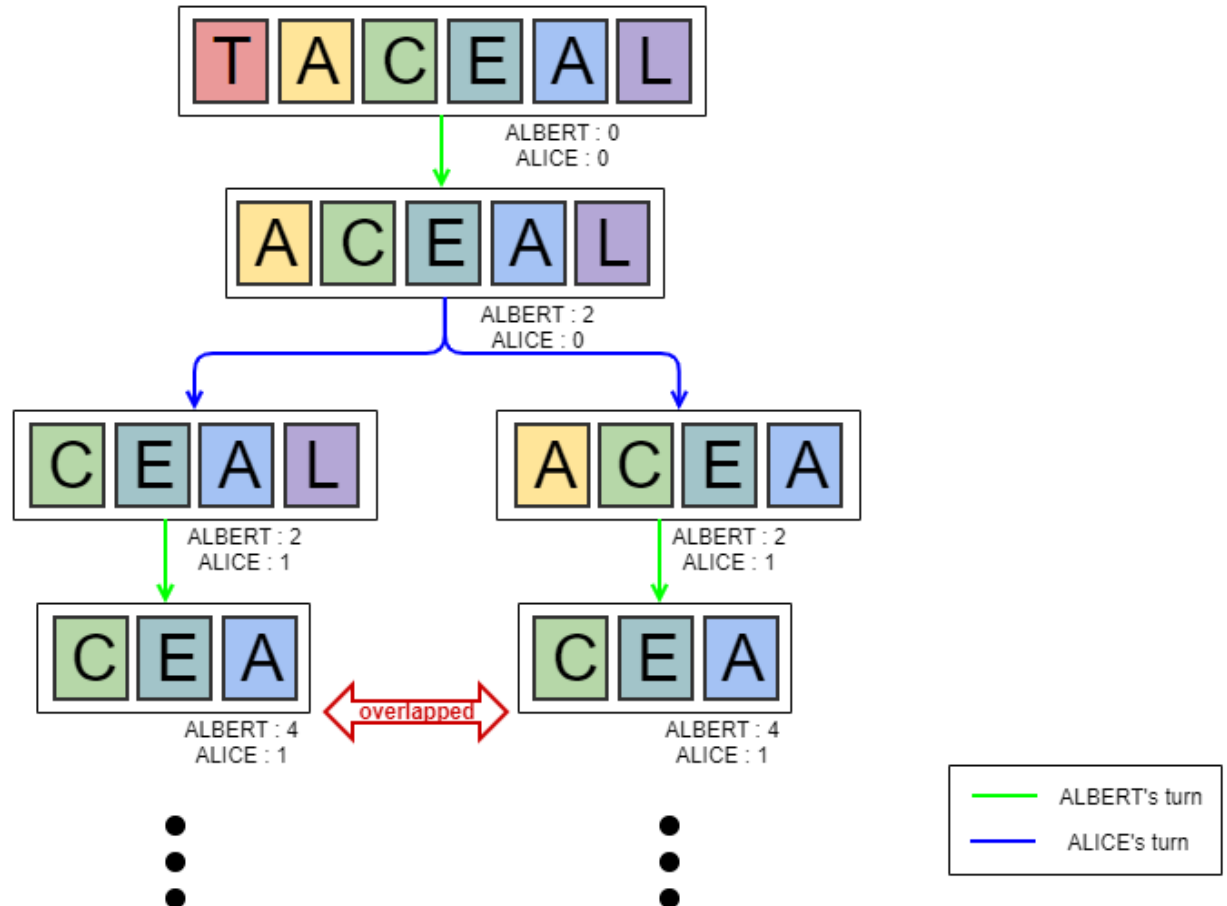 T A C E A L
ALBERT : 0
ALICE : 0
A C E A L
ALBERT : 2
ALICE : 0
C E A L
A C E A
ALBERT : 2
ALICE : 1
ALBERT : 2
ALICE : 1
C E A
overlapped
C E A
ALBERT : 4
ALICE : 1
ALBERT : 4
ALICE : 1
ALBERT's turn
ALICE's turn